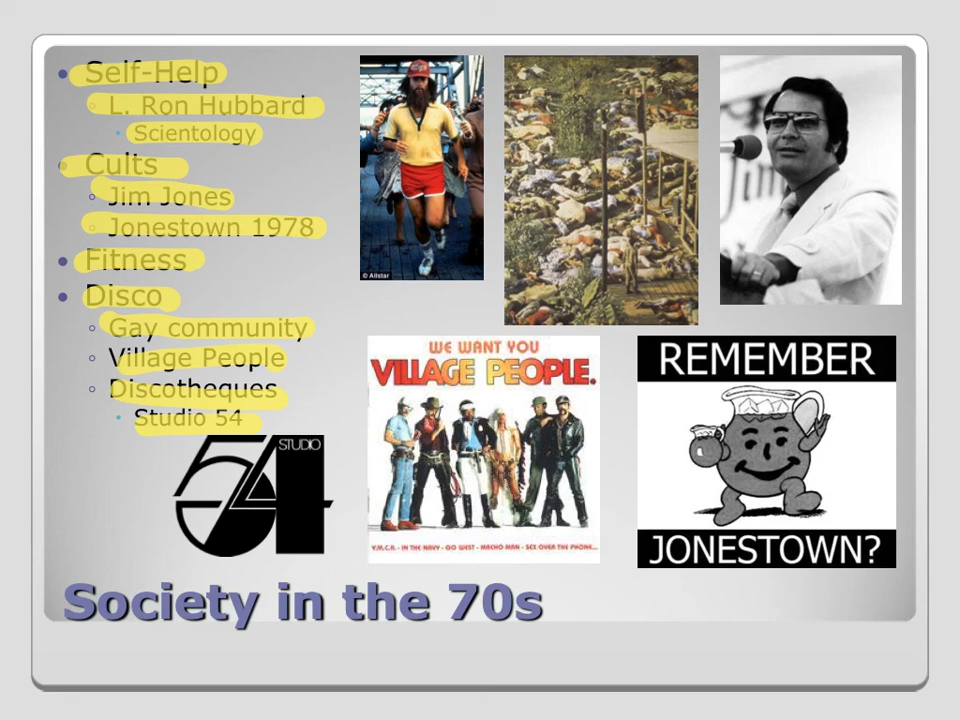 Self-Help
L. Ron Hubbard
Scientology
Cults
Jim Jones
Jonestown 1978
Fitness
Disco
Gay community
Village People
Discotheques
Studio 54
© Allstar
WE WANT YOU
VILLAGE PEOPLE.
Y.M.C.A. - IN THE NAVY - GO WEST - MACHO MAN - SEX OVER THE PHONE...
REMEMBER
JONESTOWN?
STUDIO
54
Society in the 70s